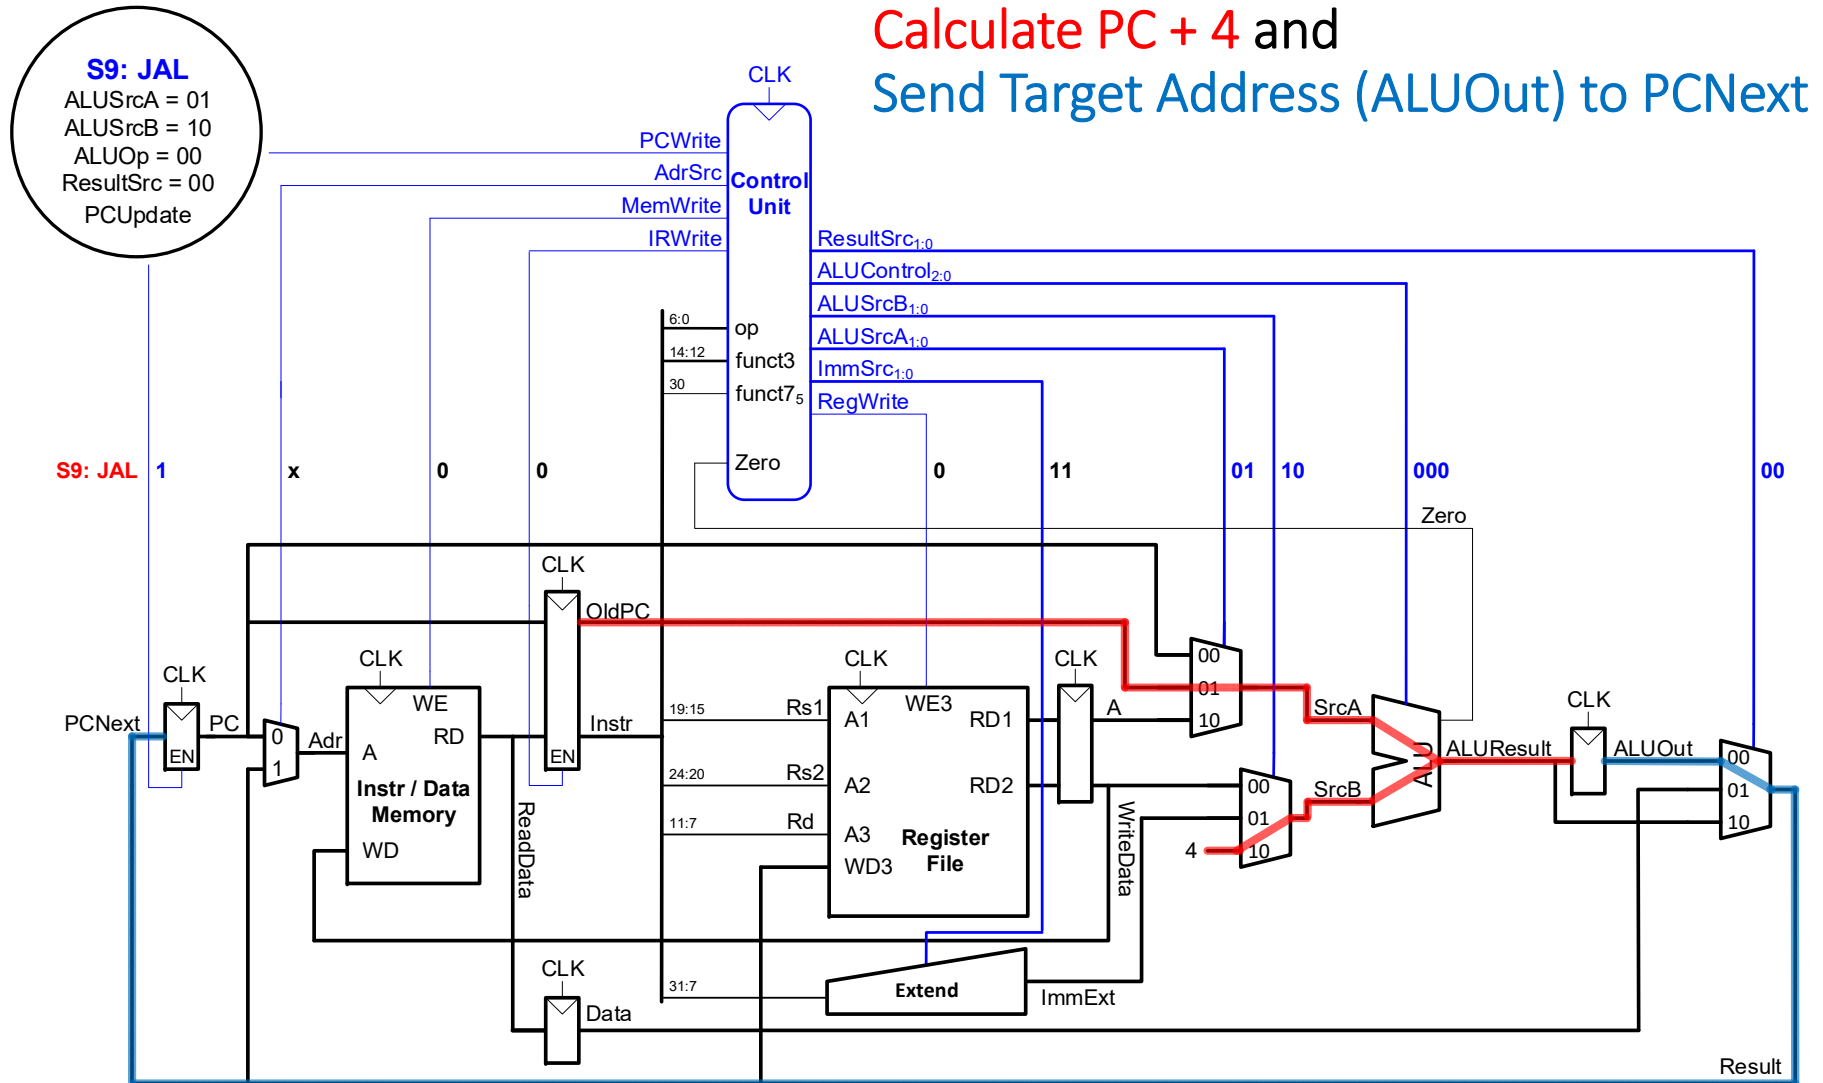 Calculate PC + 4 and
Send Target Address (ALUOut) to PCNext
S9: JAL
ALUSrcA = 01
ALUSrcB = 10
ALUOp = 00
ResultSrc = 00
PCUpdate
CLK
PCWrite
AdrSrc
MemWrite
IRWrite
Control
Unit
ResultSrc1:0
ALUControl2:0
ALUSrcB1:0
ALUSrcA1:0
ImmSrc1:0
RegWrite
6:0
op
14:12
funct3
30
funct75
Zero
S9: JAL 1 x 0 0 0 11 01 10 000 00
Zero
CLK
OldPC
CLK
PCNext
EN
PC
0
1
Adr
CLK
WE
A
RD
Instr / Data
Memory
WD
EN
Instr
ReadData
CLK
Data
19:15
Rs1
24:20
Rs2
11:7
Rd
31:7
CLK
WE3
A1
RD1
A2
RD2
A3
WD3
Register
File
Extend
ImmExt
CLK
A
WriteData
00
01
10
00
01
10
4
SrcA
SrcB
ALU
ALUResult
CLK
ALUOut
00
01
10
Result